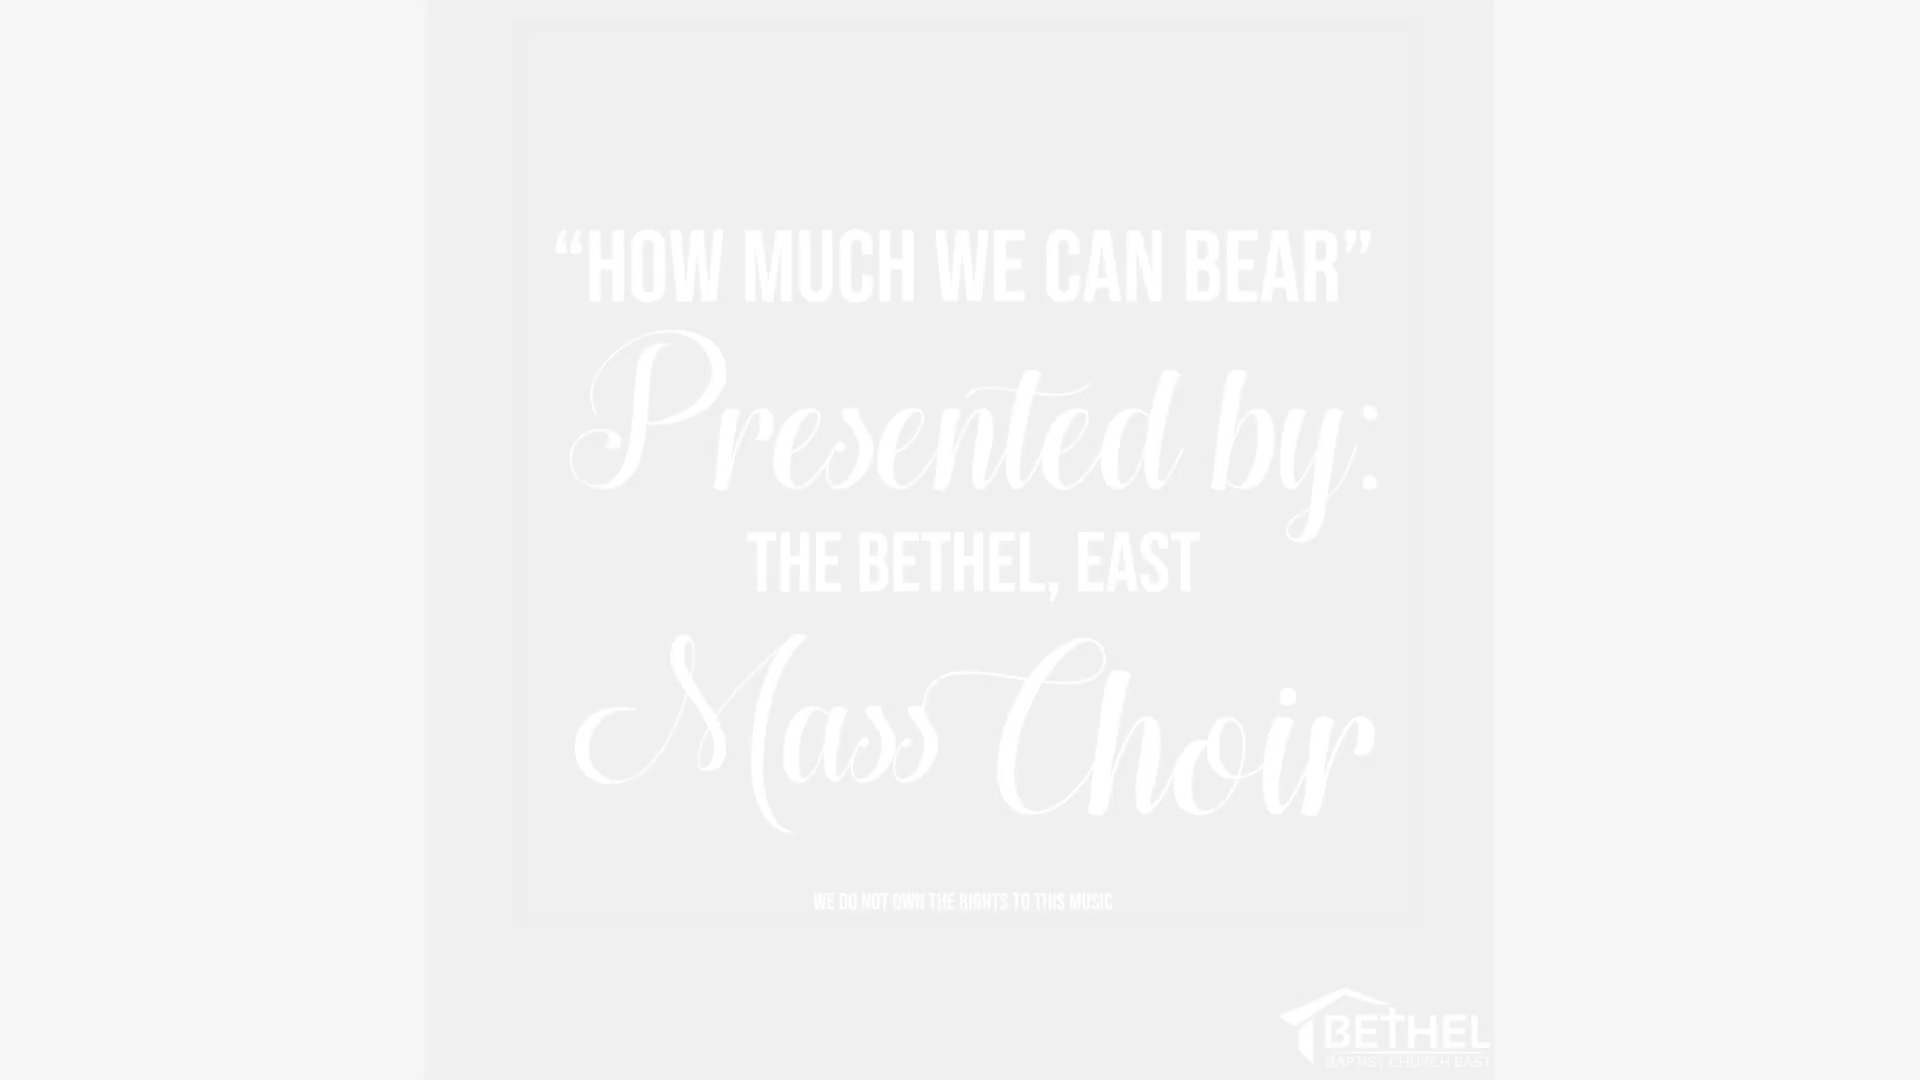 “HOW MUCH WE CAN BEAR”
Presented by:
THE BETHEL, EAST
Mass Choir
WE DO NOT OWN THE RIGHTS TO THIS MUSIC
BETHEL
BAPTIST CHURCH EAST